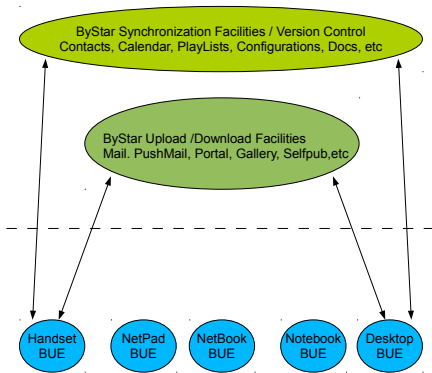 ByStar Synchronization Facilities / Version Control
Contacts, Calendar, PlayLists, Configurations, Docs, etc
ByStar Upload /Download Facilities
Mail. PushMail, Portal, Gallery, Selfpub,etc
Handset
BUE
NetPad
BUE
NetBook
BUE
Notebook
BUE
Desktop
BUE